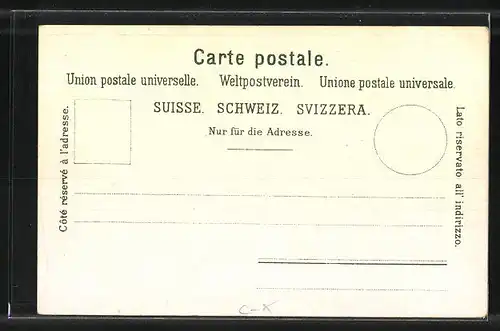 Carte postale.
Union postale universelle. Weltpostverein. Unione postale universale.
SUISSE. SCHWEIZ. SVIZZERA.
Nur für die Adresse.
Côté réservé à l'adresse.
Lato riservato all' indirizzo.
C-X